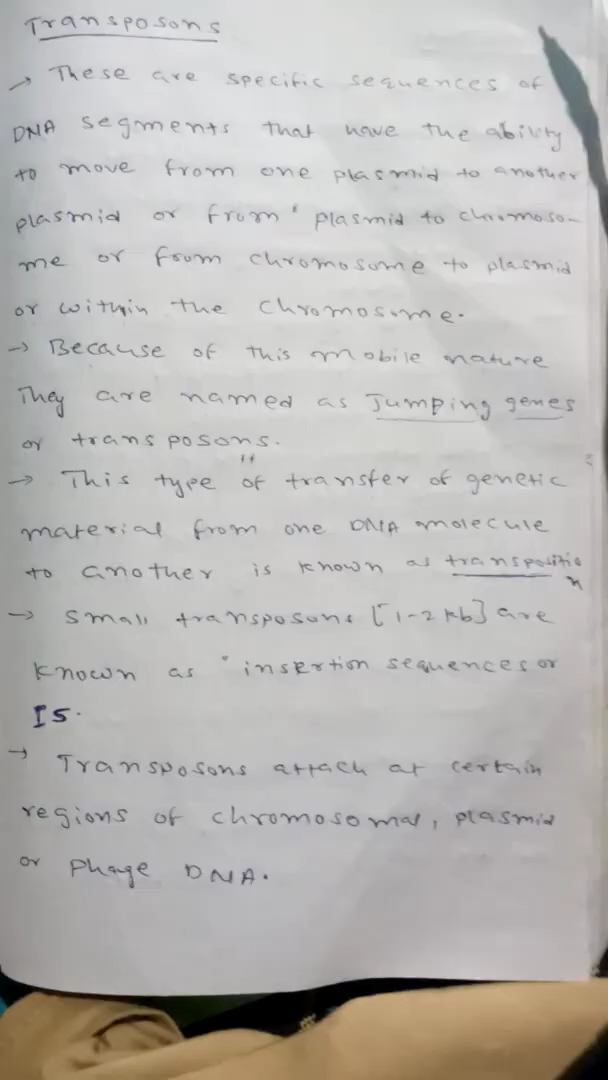 Transposons
→ These are specific sequences of
DNA segments that have the ability
to move from one plasmid to another
plasmid or from plasmid to chromoso-
me or from chromosome to plasmid
or within the chromosome.
→ Because of this mobile nature
They are named as Jumping genes
or transposons.
→ This type of transfer of genetic
material from one DNA molecule
to another is known as transposition
→ small transposons [1-2 kb] are
known as insertion sequences or
IS.
→ Transposons attach at certain
regions of chromosomal, plasmid
or Phage DNA.